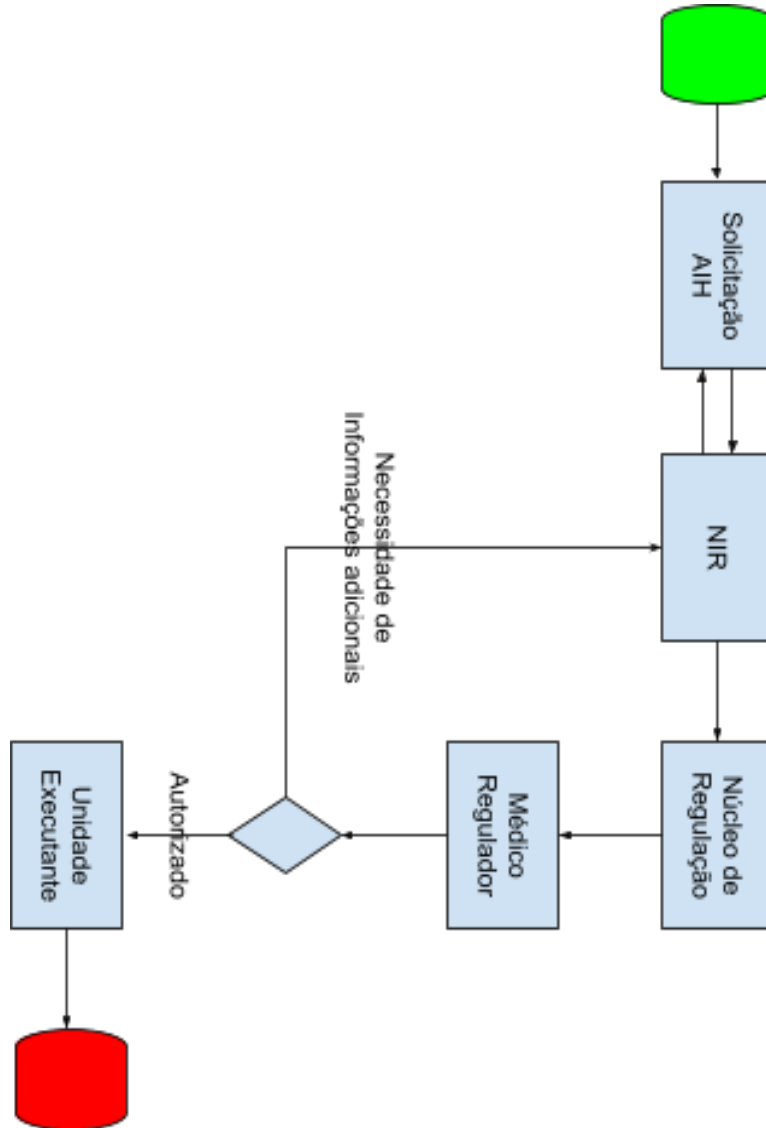 Solicitação
AIH
NIR
Núcleo de
Regulação
Médico
Regulador
Necessidade de
Informações adicionais
Autorizado
Unidade
Executante